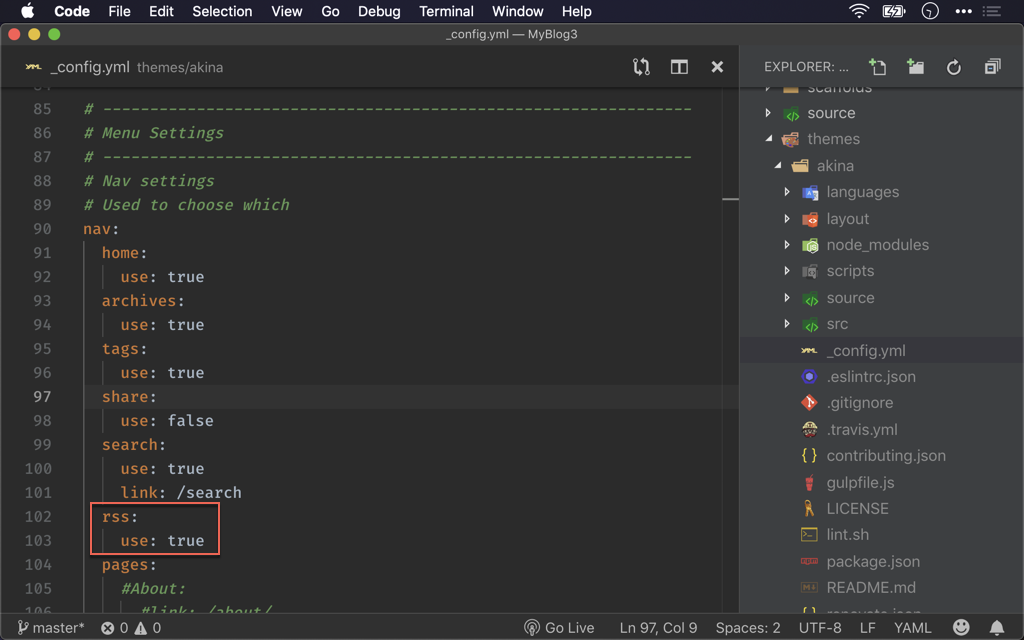 Code File Edit Selection View Go Debug Terminal Window Help
_config.yml — MyBlog3
_config.yml themes/akina
EXPLORER: ...
84
85 # ---------------------------------------------------------------
86 # Menu Settings
87 # ---------------------------------------------------------------
88 # Nav settings
89 # Used to choose which
90 nav:
91 home:
92 use: true
93 archives:
94 use: true
95 tags:
96 use: true
97 share:
98 use: false
99 search:
100 use: true
101 link: /search
102 rss:
103 use: true
104 pages:
105 #About:
106 #link: /about/
scaffolds
source
themes
akina
languages
layout
node_modules
scripts
source
src
_config.yml
.eslintrc.json
.gitignore
.travis.yml
contributing.json
gulpfile.js
LICENSE
lint.sh
package.json
README.md
renovate.json
master* 0 0 Go Live Ln 97, Col 9 Spaces: 2 UTF-8 LF YAML